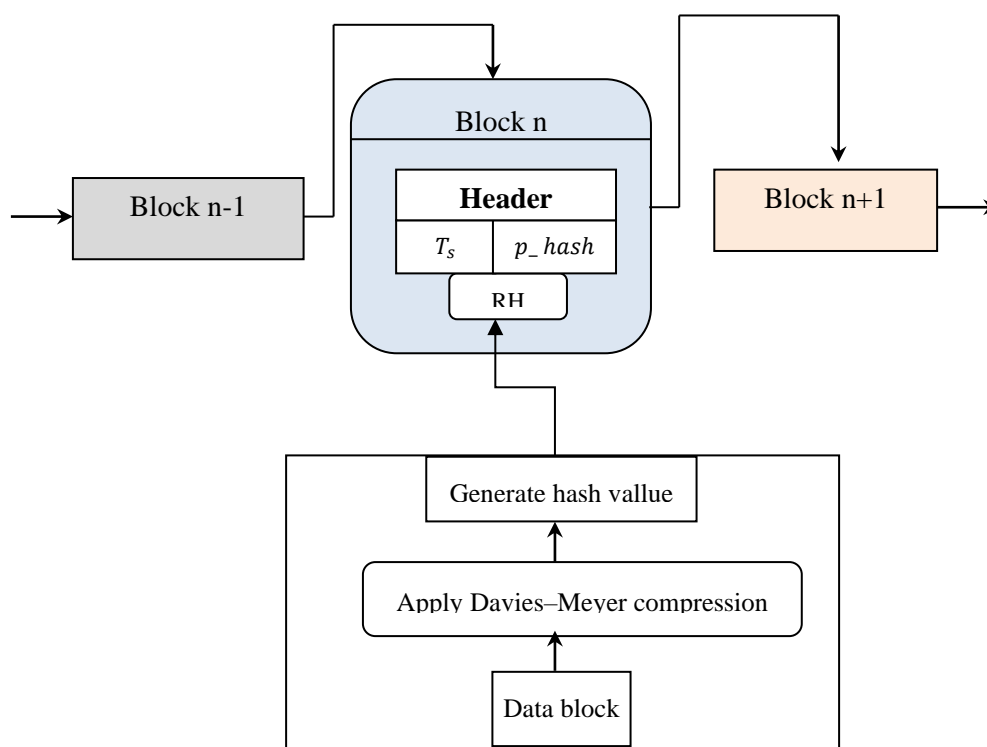 Block n
Block n-1
Header
Block n+1
T_s
p_ hash
RH
Generate hash vallue
Apply Davies–Meyer compression
Data block